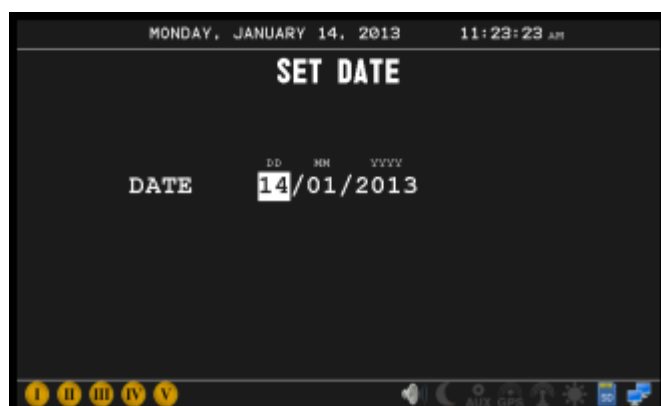 MONDAY, JANUARY 14, 2013 11:23:23 AM
SET DATE
DD MM YYYY
DATE 14/01/2013
I II III IV V AUX GPS SD